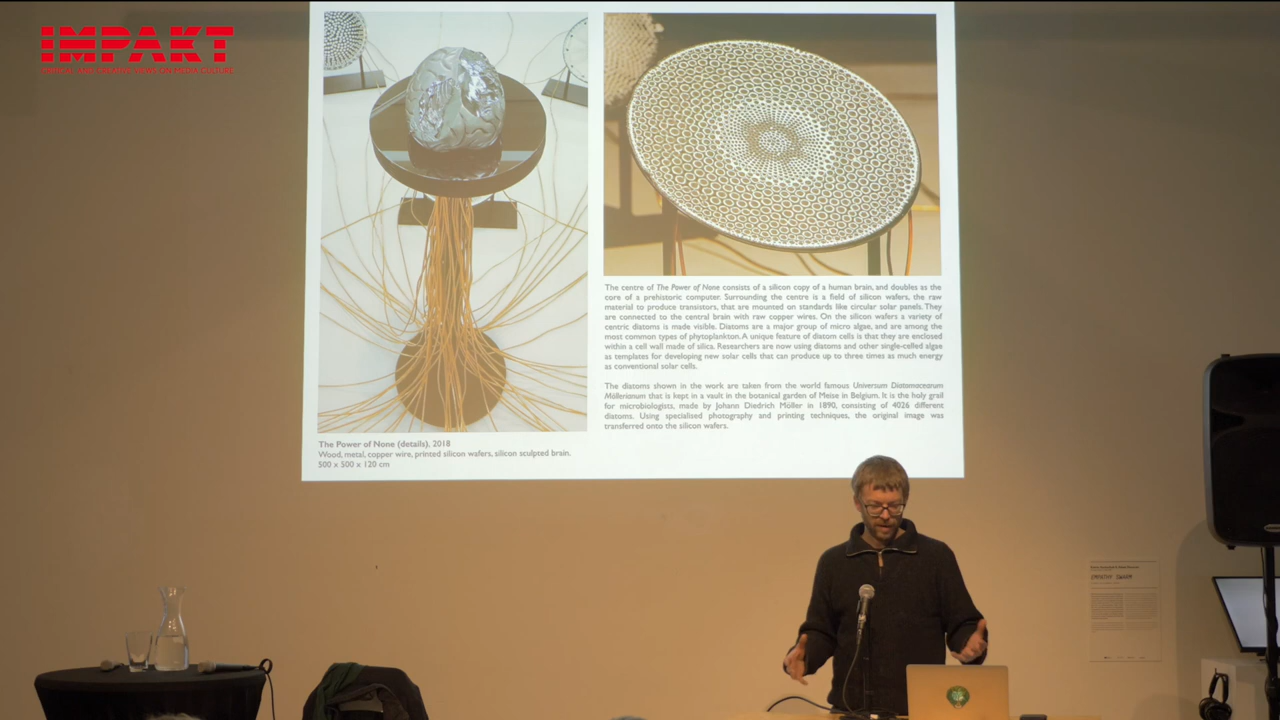 IMPAKT
CRITICAL AND CREATIVE VIEWS ON MEDIA CULTURE
The centre of The Power of None consists of a silicon copy of a human brain, and doubles as the
core of a prehistoric computer. Surrounding the centre is a field of silicon wafers, the raw
material to produce transistors, that are mounted on standards like circular solar panels. They
are connected to the central brain with raw copper wires. On the silicon wafers a variety of
centric diatoms is made visible. Diatoms are a major group of micro algae, and are among the
most common types of phytoplankton. A unique feature of diatom cells is that they are enclosed
within a cell wall made of silica. Researchers are now using diatoms and other single-celled algae
as templates for developing new solar cells that can produce up to three times as much energy
as conventional solar cells.
The diatoms shown in the work are taken from the world famous Universum Diatomacearum
Möllerianum that is kept in a vault in the botanical garden of Meise in Belgium. It is the holy grail
for microbiologists, made by Johann Diedrich Möller in 1890, consisting of 4026 different
diatoms. Using specialised photography and printing techniques, the original image was
transferred onto the silicon wafers.
The Power of None (details), 2018
Wood, metal, copper wire, printed silicon wafers, silicon sculpted brain.
500 x 500 x 120 cm
EMPATHY SWARM